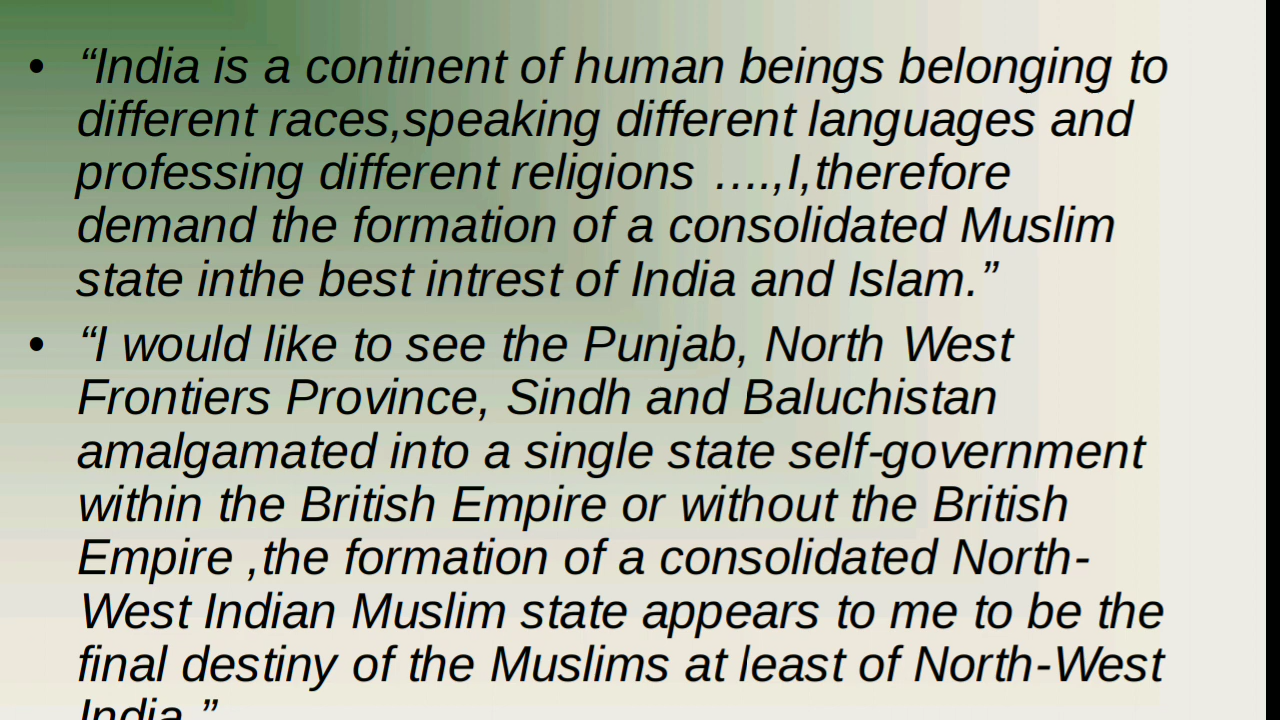 • “India is a continent of human beings belonging to
different races,speaking different languages and
professing different religions ….,I,therefore
demand the formation of a consolidated Muslim
state inthe best intrest of India and Islam.”
• “I would like to see the Punjab, North West
Frontiers Province, Sindh and Baluchistan
amalgamated into a single state self-government
within the British Empire or without the British
Empire ,the formation of a consolidated North-
West Indian Muslim state appears to me to be the
final destiny of the Muslims at least of North-West
India.”